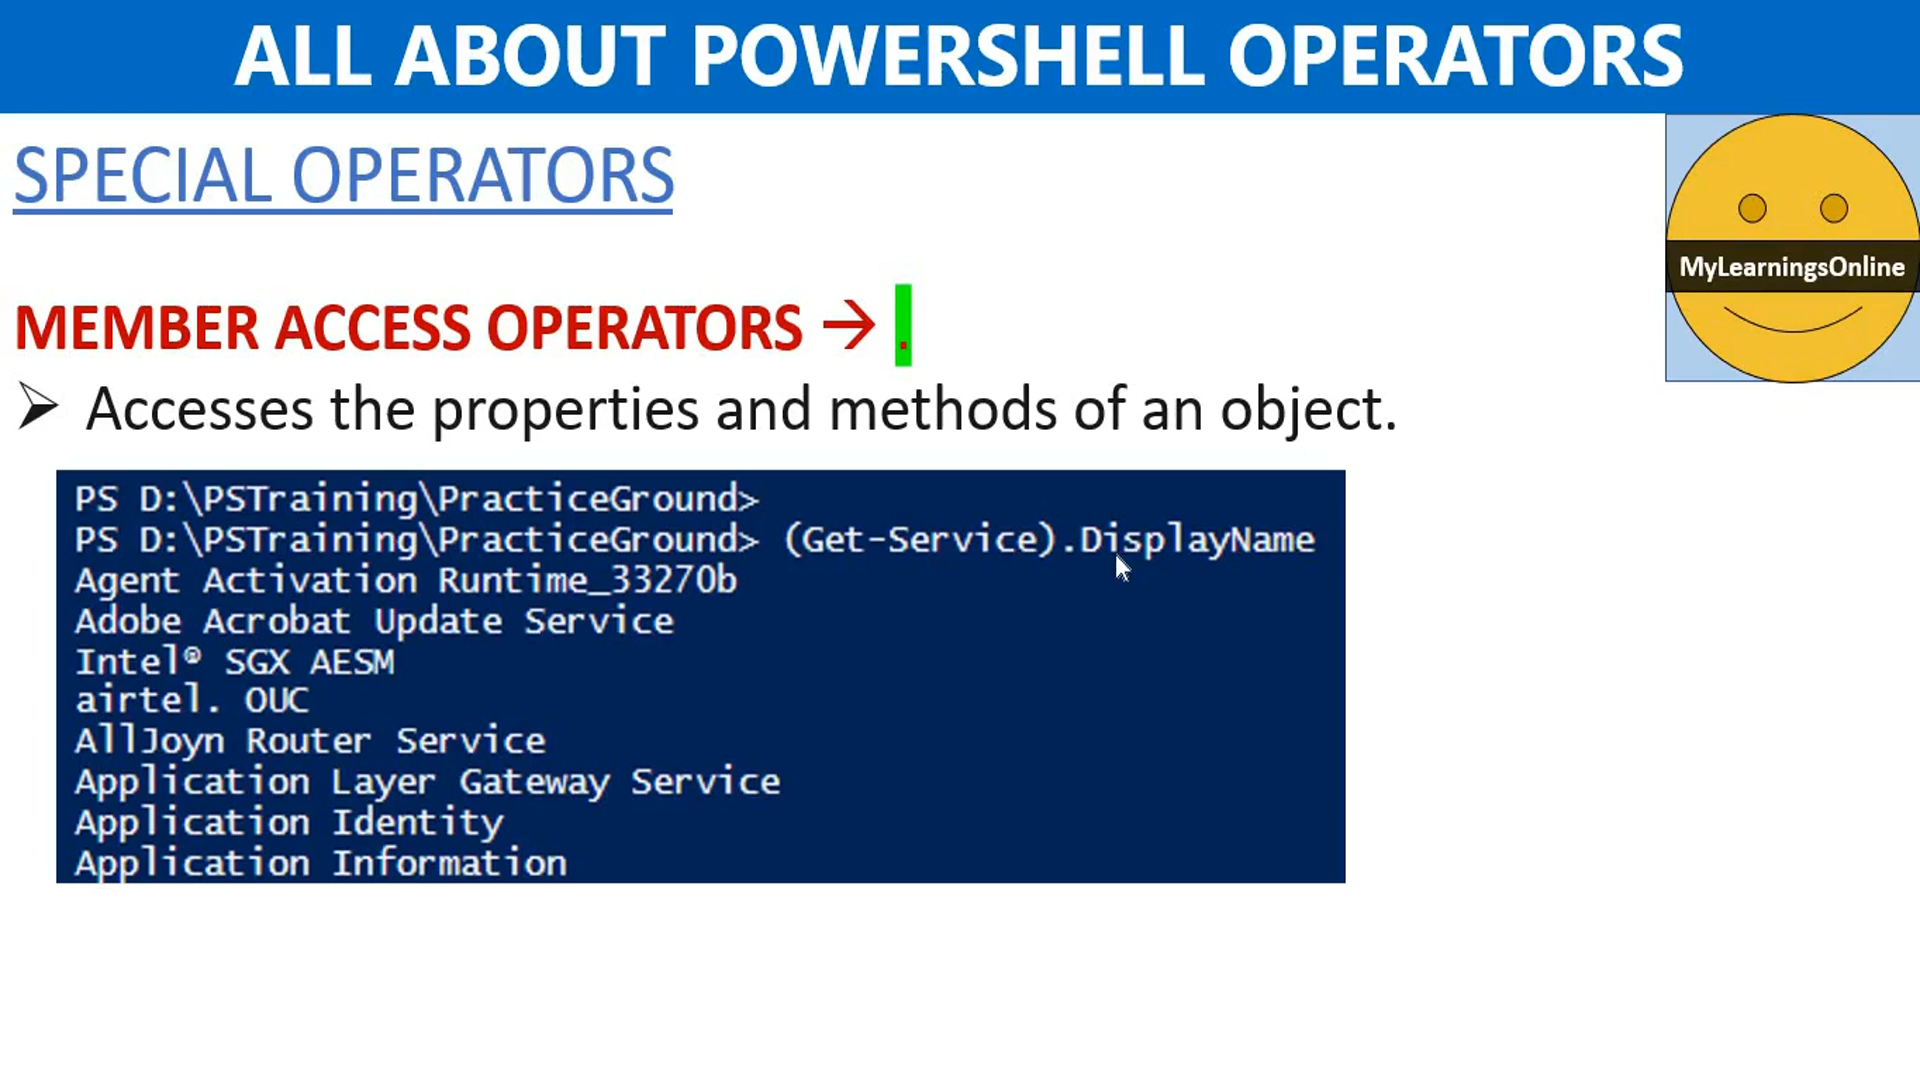 ALL ABOUT POWERSHELL OPERATORS
SPECIAL OPERATORS
MyLearningsOnline
MEMBER ACCESS OPERATORS → .
➢ Accesses the properties and methods of an object.
PS D:\PSTraining\PracticeGround>
PS D:\PSTraining\PracticeGround> (Get-Service).DisplayName
Agent Activation Runtime_33270b
Adobe Acrobat Update Service
Intel® SGX AESM
airtel. OUC
AllJoyn Router Service
Application Layer Gateway Service
Application Identity
Application Information